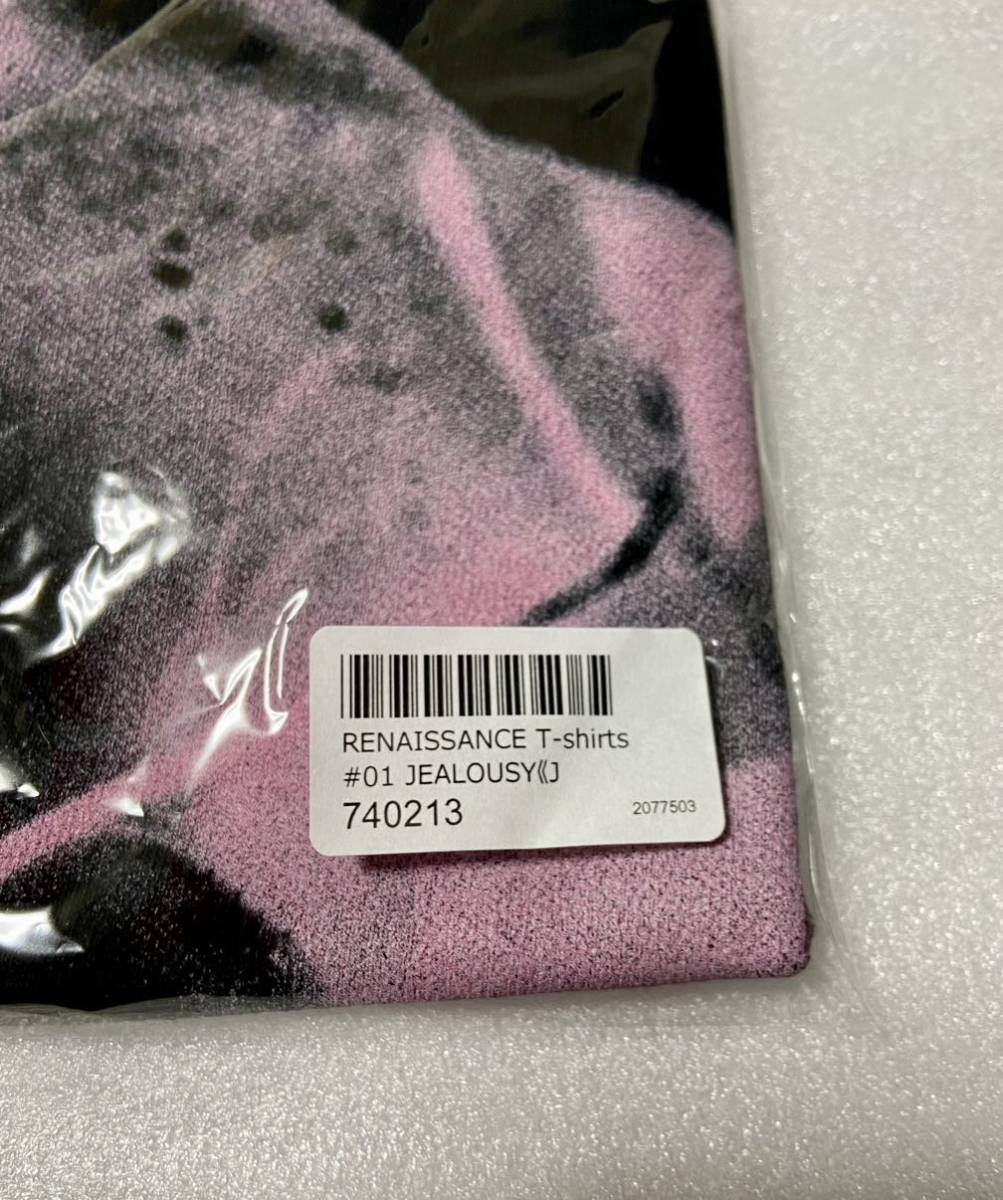 RENAISSANCE T-shirts
#01 JEALOUSY《J
740213
2077503